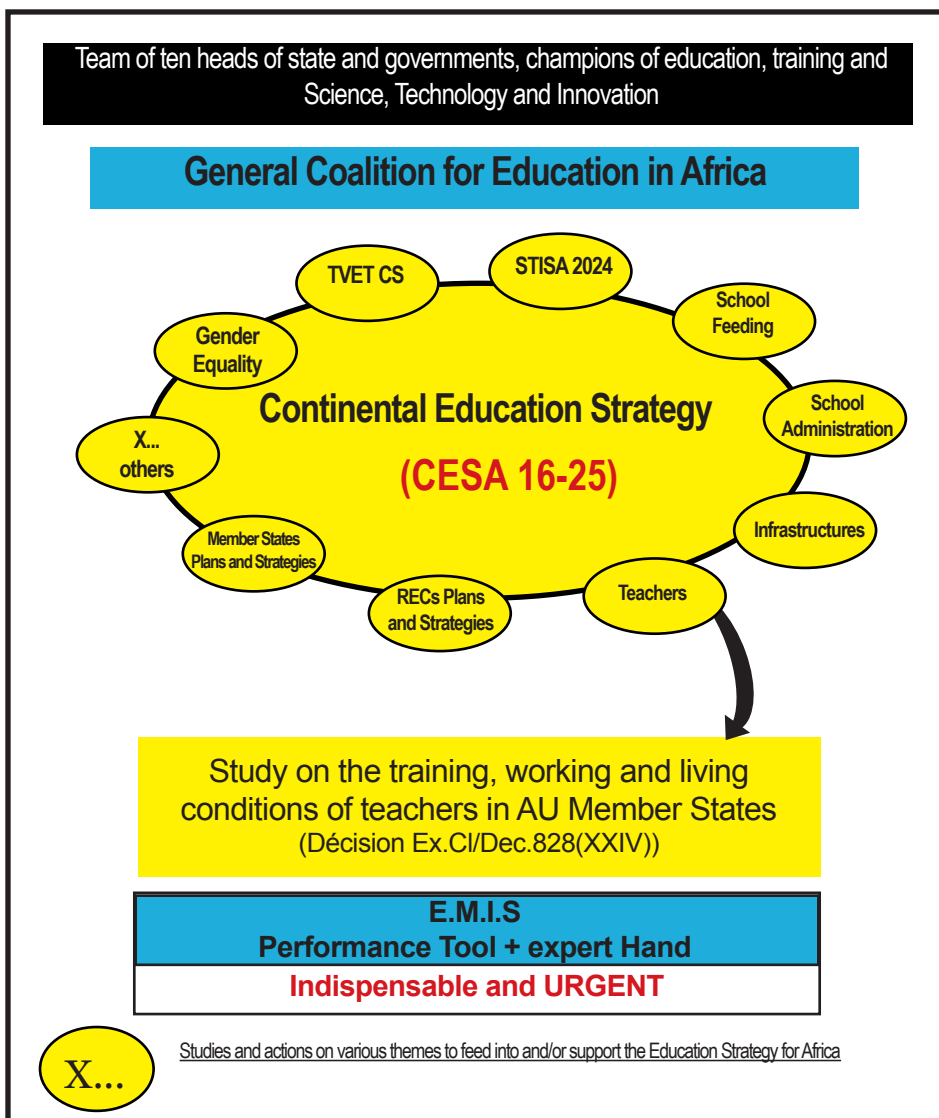 Team of ten heads of state and governments, champions of education, training and
Science, Technology and Innovation
General Coalition for Education in Africa
TVET CS
STISA 2024
School
Feeding
Gender
Equality
Continental Education Strategy
(CESA 16-25)
School
Administration
X...
others
Infrastructures
Member States
Plans and Strategies
Teachers
RECs Plans
and Strategies
Study on the training, working and living
conditions of teachers in AU Member States
(Décision Ex.Cl/Dec.828(XXIV))
E.M.I.S
Performance Tool + expert Hand
Indispensable and URGENT
X...
Studies and actions on various themes to feed into and/or support the Education Strategy for Africa